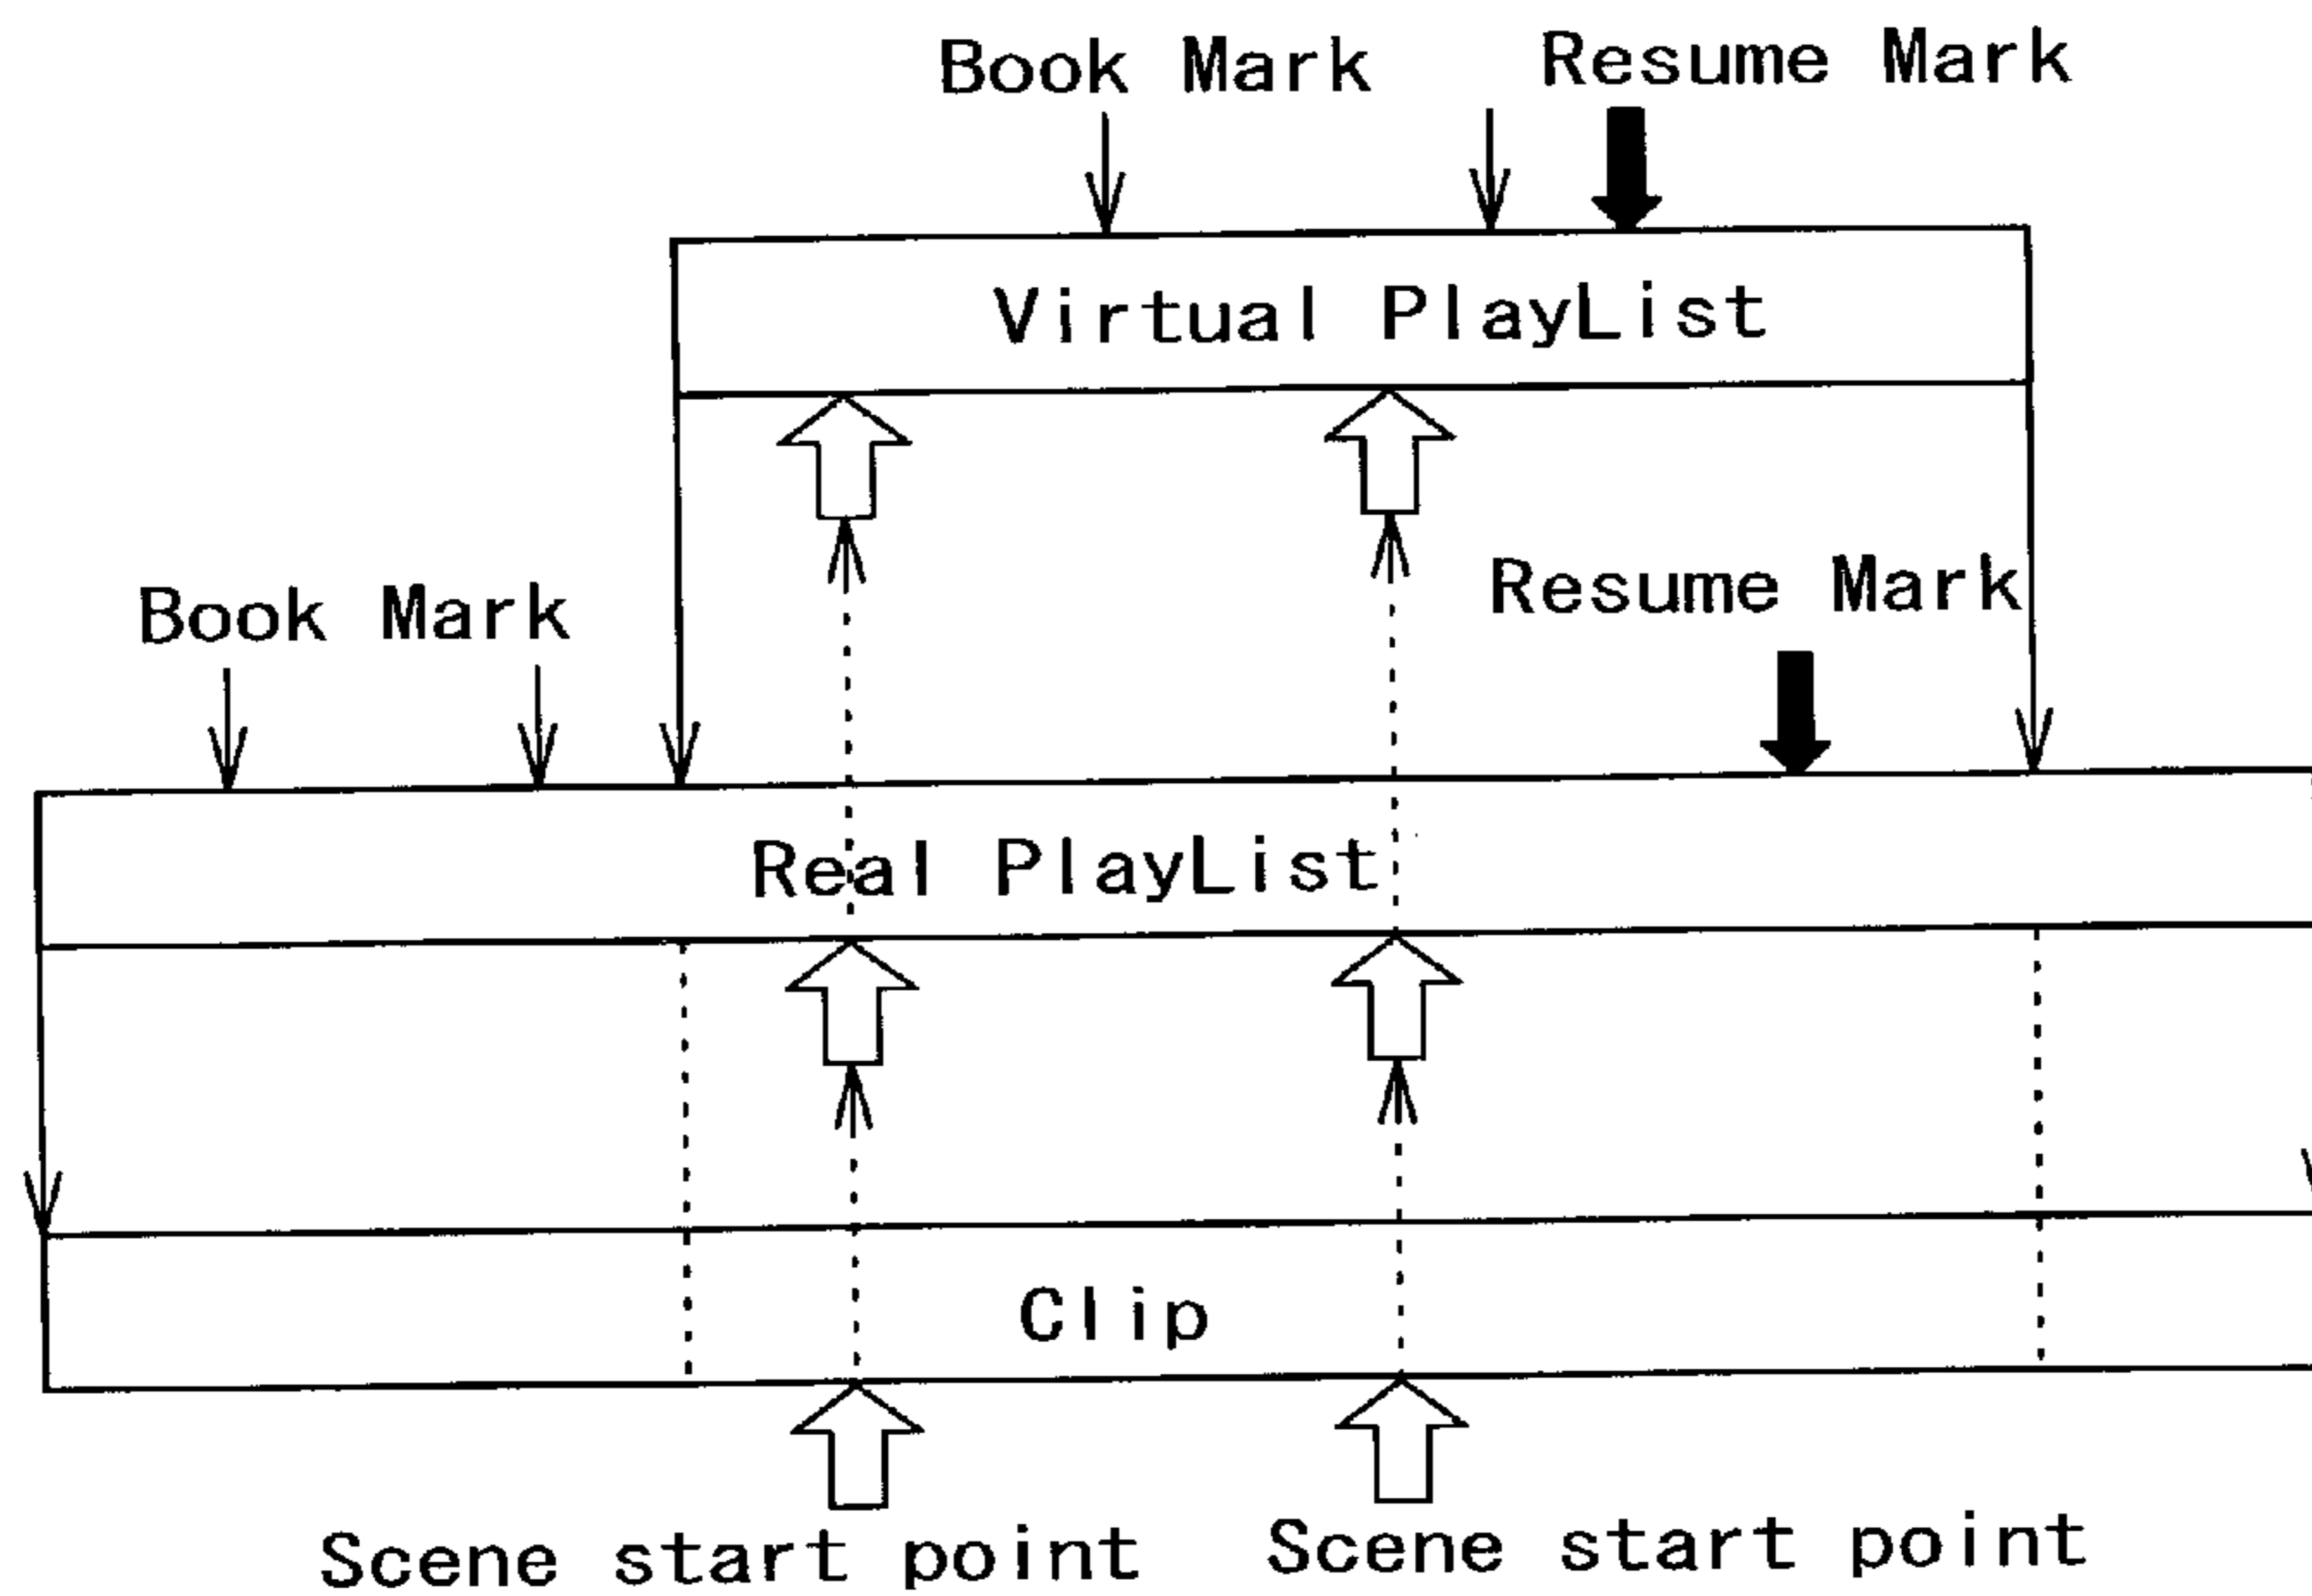 Book Mark Resume Mark
Virtual PlayList
Resume Mark
Book Mark
Real PlayList
Clip
Scene start point Scene start point